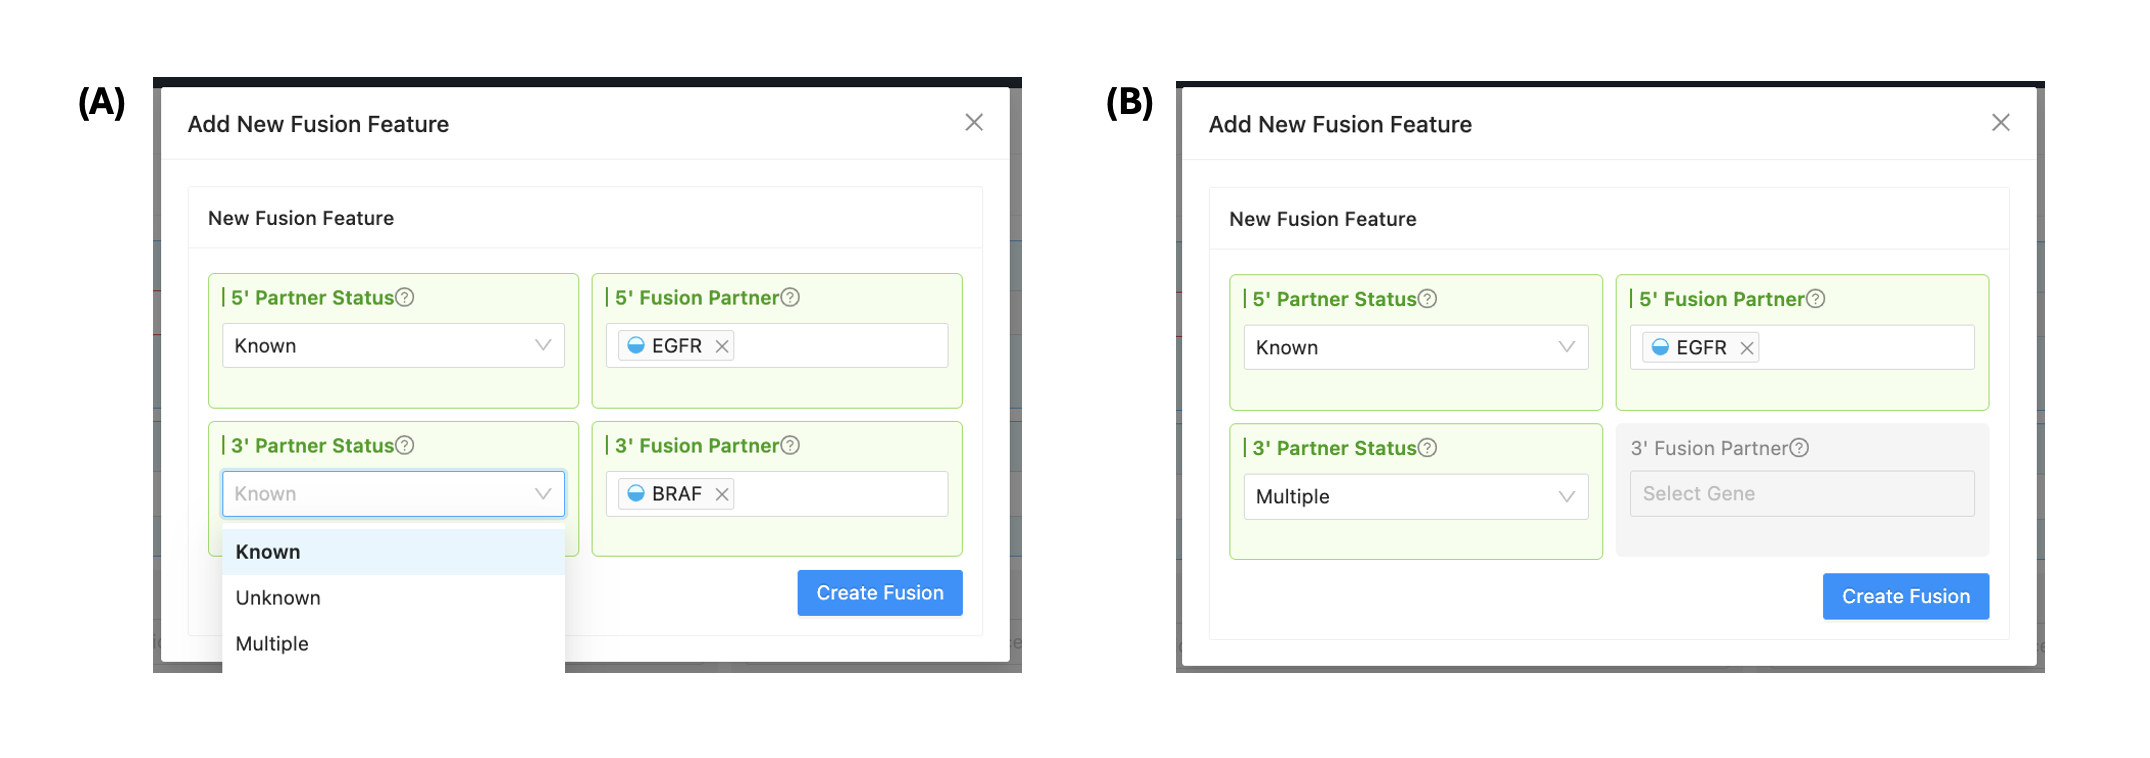 (A)
Add New Fusion Feature
New Fusion Feature
5' Partner Status
5' Fusion Partner
Known
EGFR
3' Partner Status
3' Fusion Partner
Known
BRAF
Known
Unknown
Multiple
Create Fusion
(B)
Add New Fusion Feature
New Fusion Feature
5' Partner Status
5' Fusion Partner
Known
EGFR
3' Partner Status
3' Fusion Partner
Multiple
Select Gene
Create Fusion